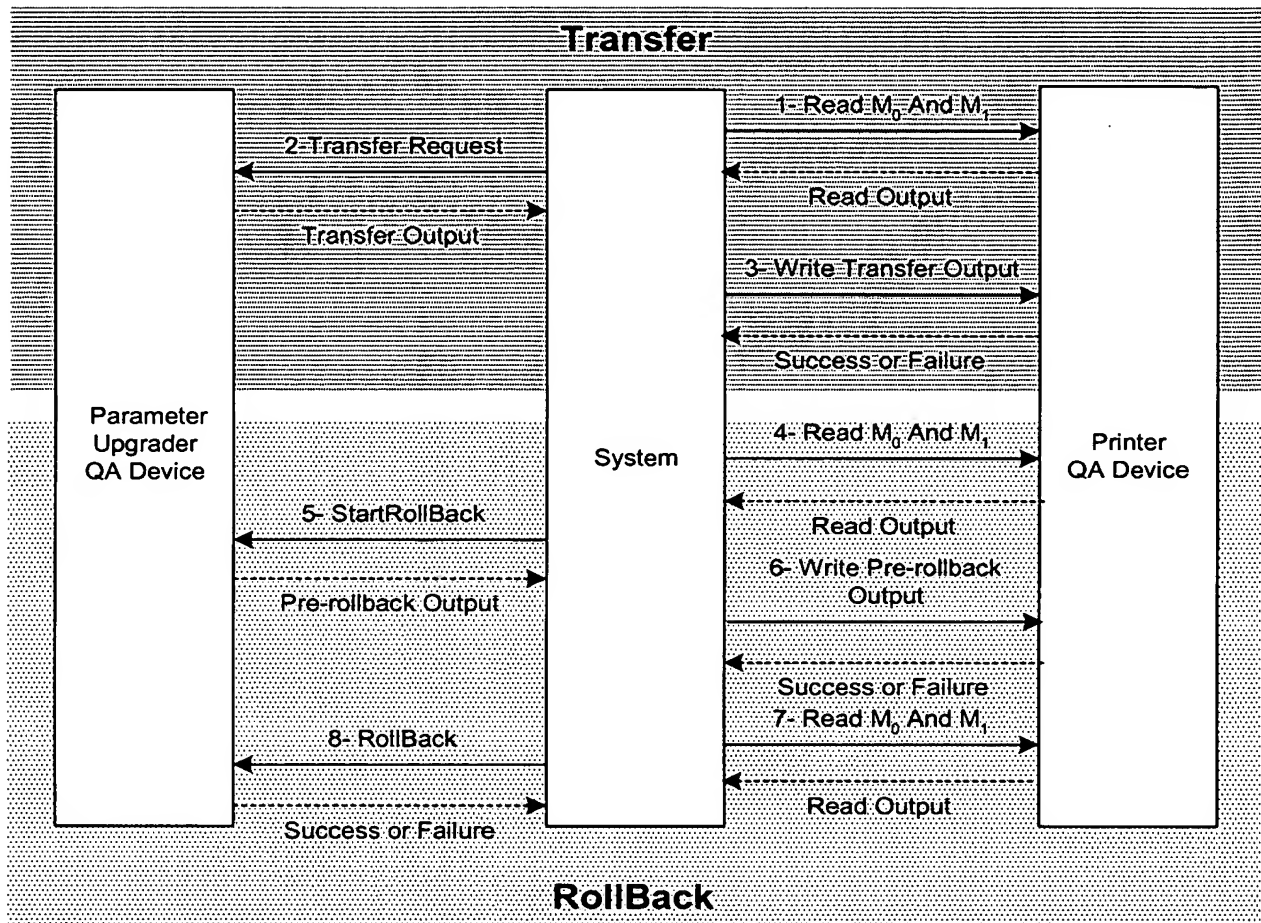 Transfer
1- Read M₀ And M₁
2-Transfer Request
Read Output
Transfer Output
3- Write Transfer Output
Success or Failure
Parameter
Upgrader
QA Device
System
Printer
QA Device
4- Read M₀ And M₁
Read Output
5- StartRollBack
Pre-rollback Output
6- Write Pre-rollback
Output
Success or Failure
7- Read M₀ And M₁
8- RollBack
Read Output
Success or Failure
RollBack